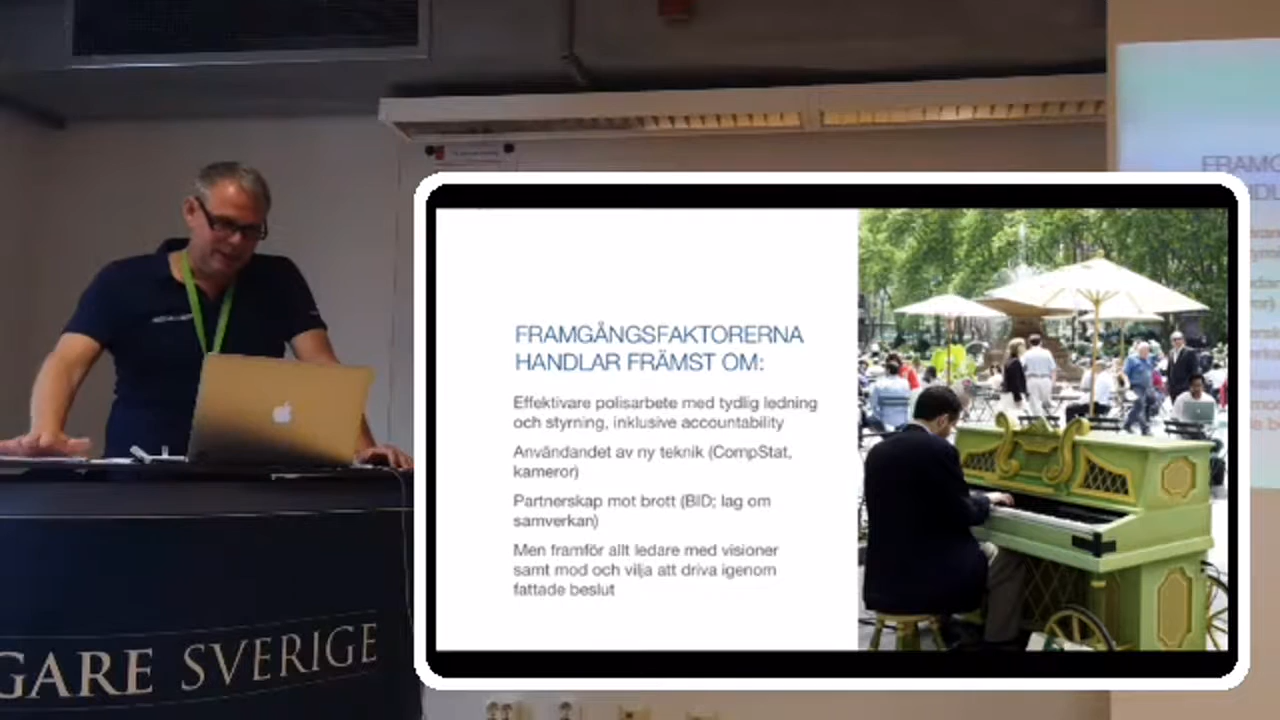 FRAMGÅNGSFAKTORERNA
HANDLAR FRÄMST OM:
Effektivare polisarbete med tydlig ledning
och styrning, inklusive accountability
Användandet av ny teknik (CompStat,
kameror)
Partnerskap mot brott (BID; lag om
samverkan)
Men framför allt ledare med visioner
samt mod och vilja att driva igenom
fattade beslut
GARE SVERIGE